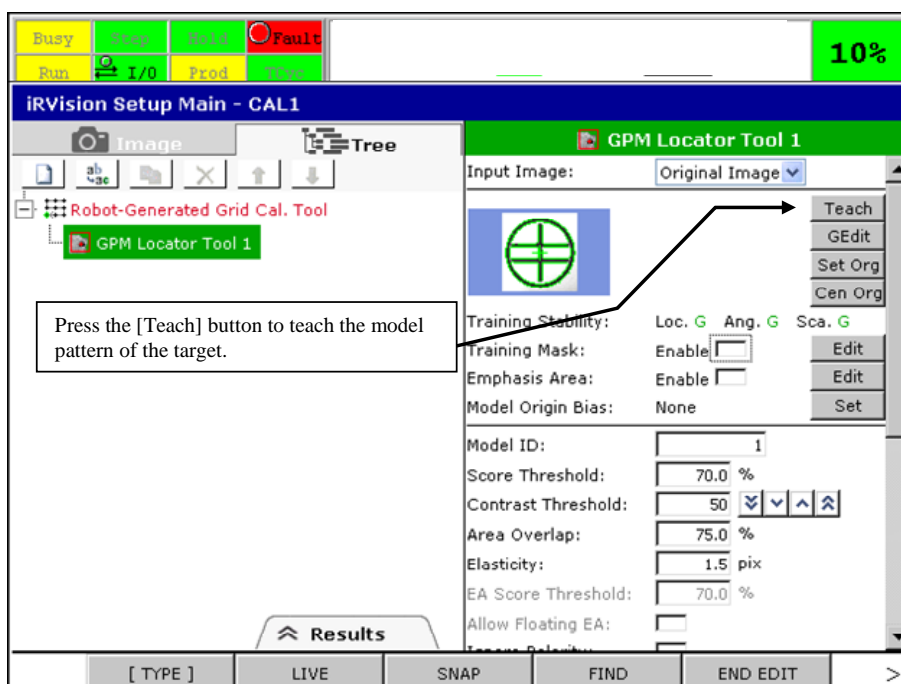 Busy Step Hold Fault
Run I/O Prod TCyc
10%
iRVision Setup Main - CAL1
Image Tree
GPM Locator Tool 1
Robot-Generated Grid Cal. Tool
GPM Locator Tool 1
Press the [Teach] button to teach the model
pattern of the target.
Input Image: Original Image
Teach
GEdit
Set Org
Cen Org
Training Stability: Loc. G Ang. G Sca. G
Training Mask: Enable Edit
Emphasis Area: Enable Edit
Model Origin Bias: None Set
Model ID: 1
Score Threshold: 70.0 %
Contrast Threshold: 50
Area Overlap: 75.0 %
Elasticity: 1.5 pix
EA Score Threshold: 70.0 %
Allow Floating EA:
Ignore Polarity:
Results
[ TYPE ] LIVE SNAP FIND END EDIT >